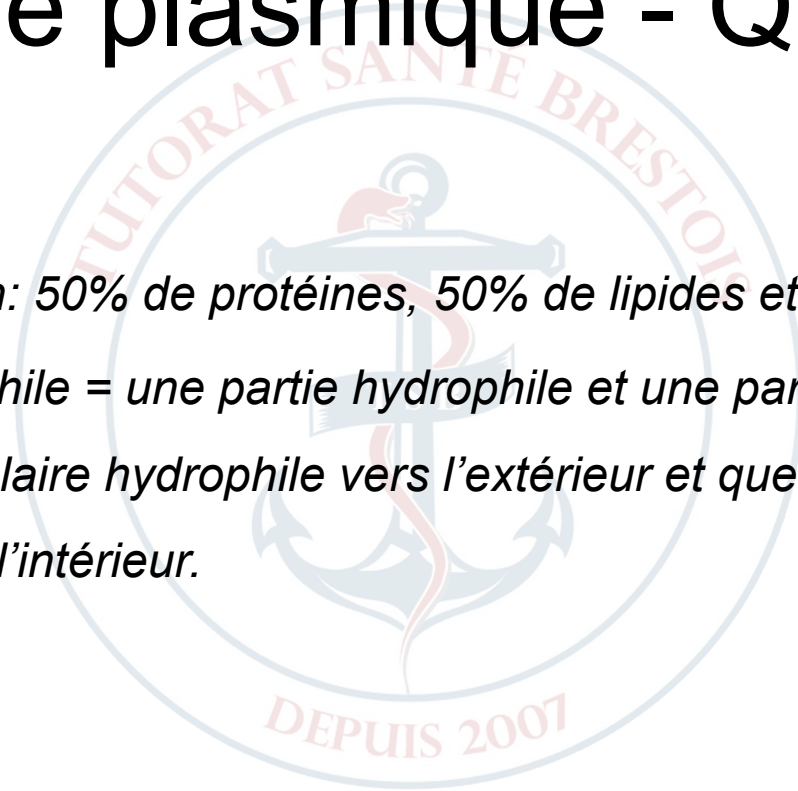 e plasmique - Q
TUTORAT SANTE BRESTOIS
: 50% de protéines, 50% de lipides et
hile = une partie hydrophile et une par
laire hydrophile vers l’extérieur et que
l’intérieur.
DEPUIS 2007